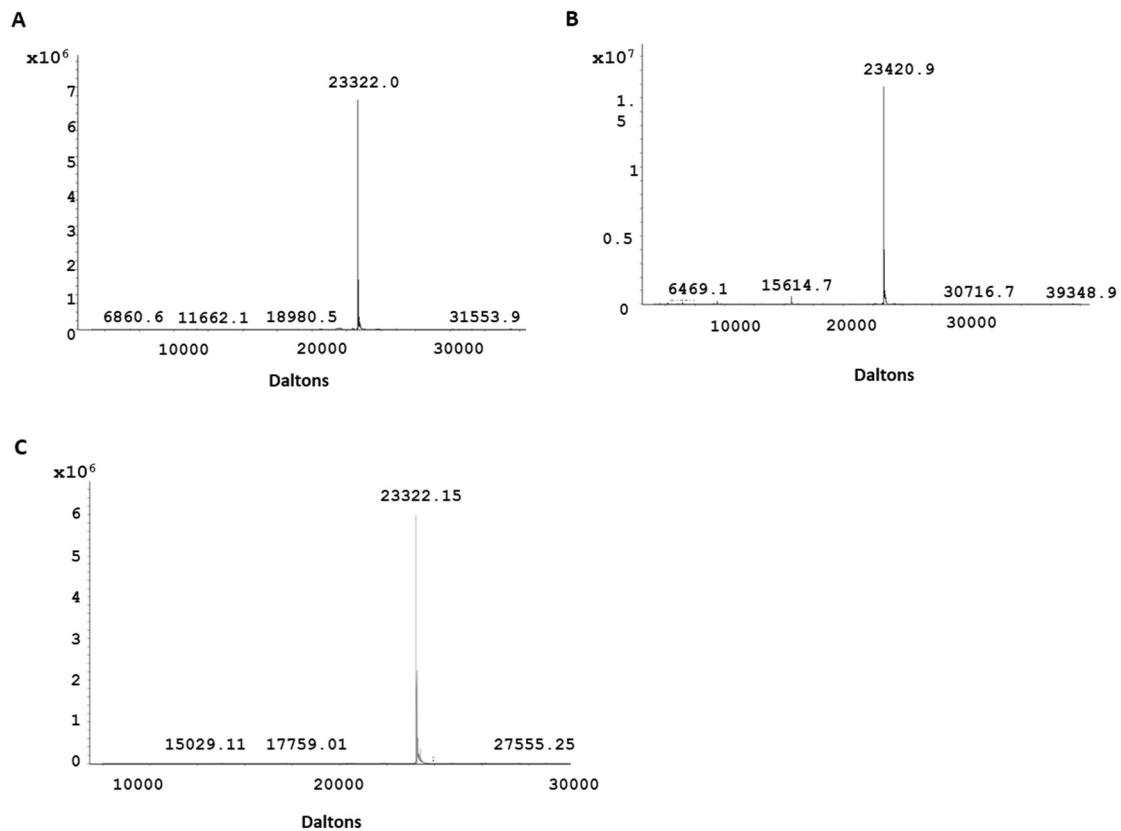 A
x10⁶
23322.0
7
6
5
4
3
2
1
0
6860.6 11662.1 18980.5 31553.9
10000 20000 30000
Daltons
B
x10⁷
23420.9
1.
5
1
0.5
0
6469.1 15614.7 30716.7 39348.9
10000 20000 30000
Daltons
C
x10⁶
23322.15
6
5
4
3
2
1
0
15029.11 17759.01 27555.25
10000 20000 30000
Daltons